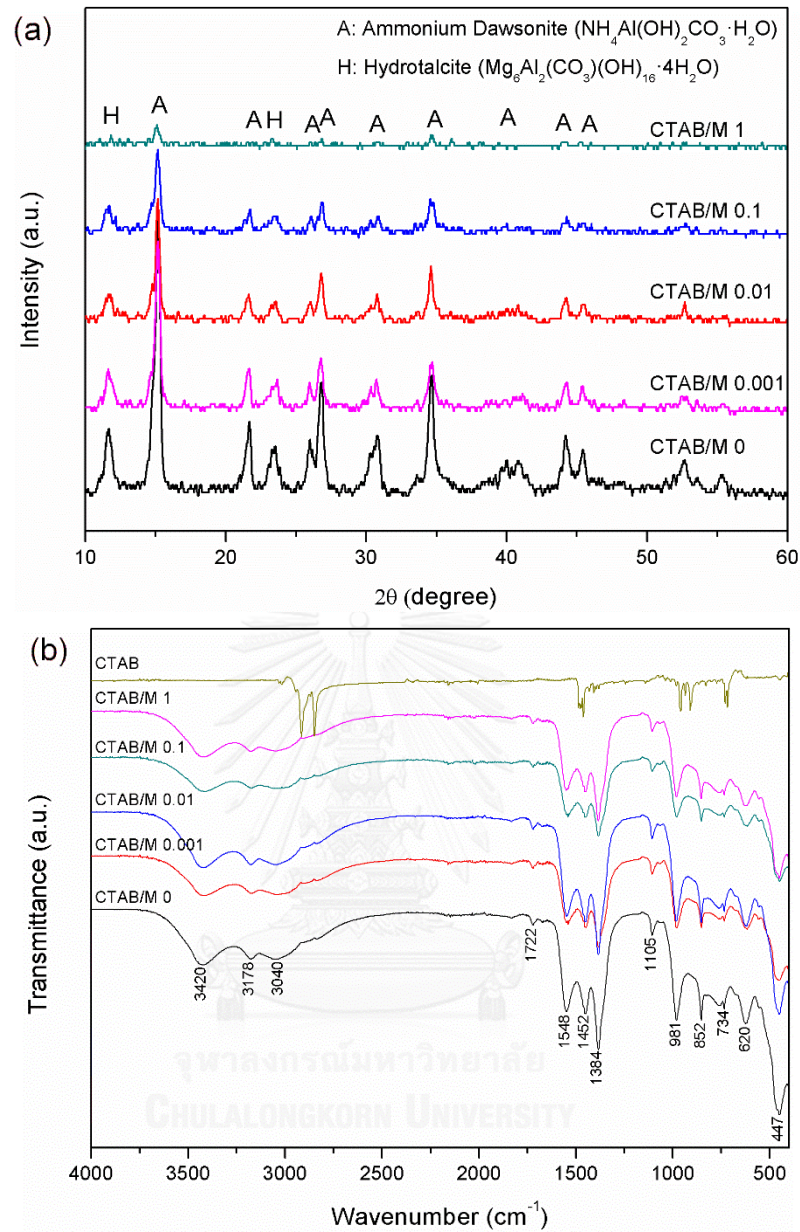 (a)
A: Ammonium Dawsonite (NH₄Al(OH)₂CO₃·H₂O)
H: Hydrotalcite (Mg₆Al₂(CO₃)(OH)₁₆·4H₂O)
H A A H A A A A A A A
CTAB/M 1
CTAB/M 0.1
CTAB/M 0.01
CTAB/M 0.001
CTAB/M 0
Intensity (a.u.)
10 20 30 40 50 60
2θ (degree)
(b)
CTAB
CTAB/M 1
CTAB/M 0.1
CTAB/M 0.01
CTAB/M 0.001
CTAB/M 0
3420 3178 3040 1722 1548 1452 1384 1105 981 852 734 620 447
Transmittance (a.u.)
จุฬาลงกรณ์มหาวิทยาลัย
CHULALONGKORN UNIVERSITY
4000 3500 3000 2500 2000 1500 1000 500
Wavenumber (cm⁻¹)